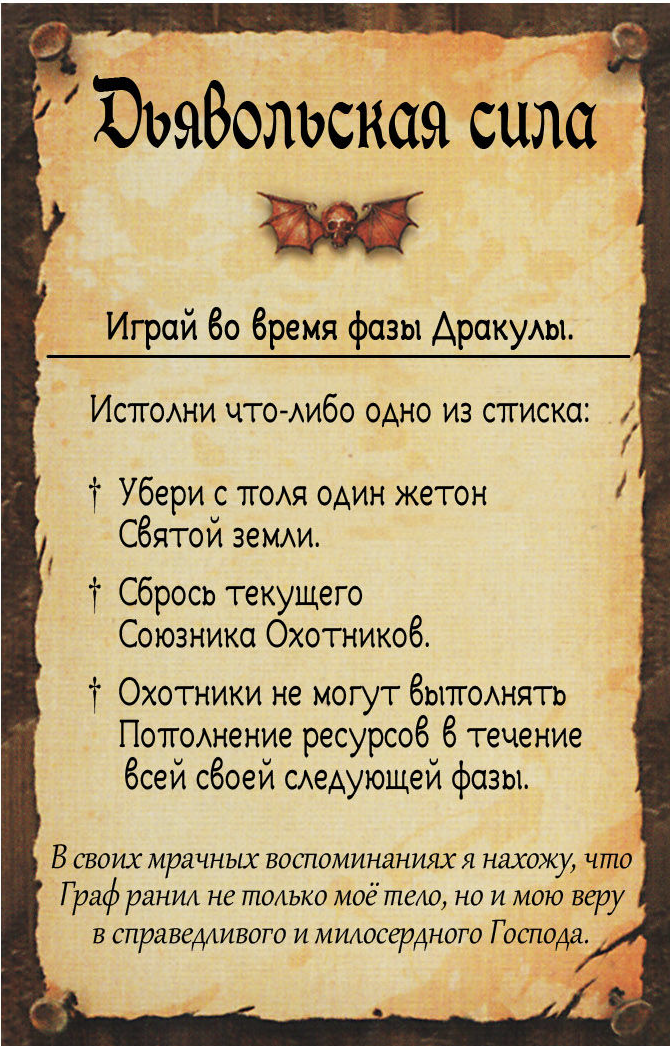 Дьявольская сила
Играй во время фазы Дракулы.
Исполни что-либо одно из списка:
† Убери с поля один жетон
Святой земли.
† Сбрось текущего
Союзника Охотников.
† Охотники не могут выполнять
Пополнение ресурсов в течение
всей своей следующей фазы.
В своих мрачных воспоминаниях я нахожу, что
Граф ранил не только моё тело, но и мою веру
в справедливого и милосердного Господа.